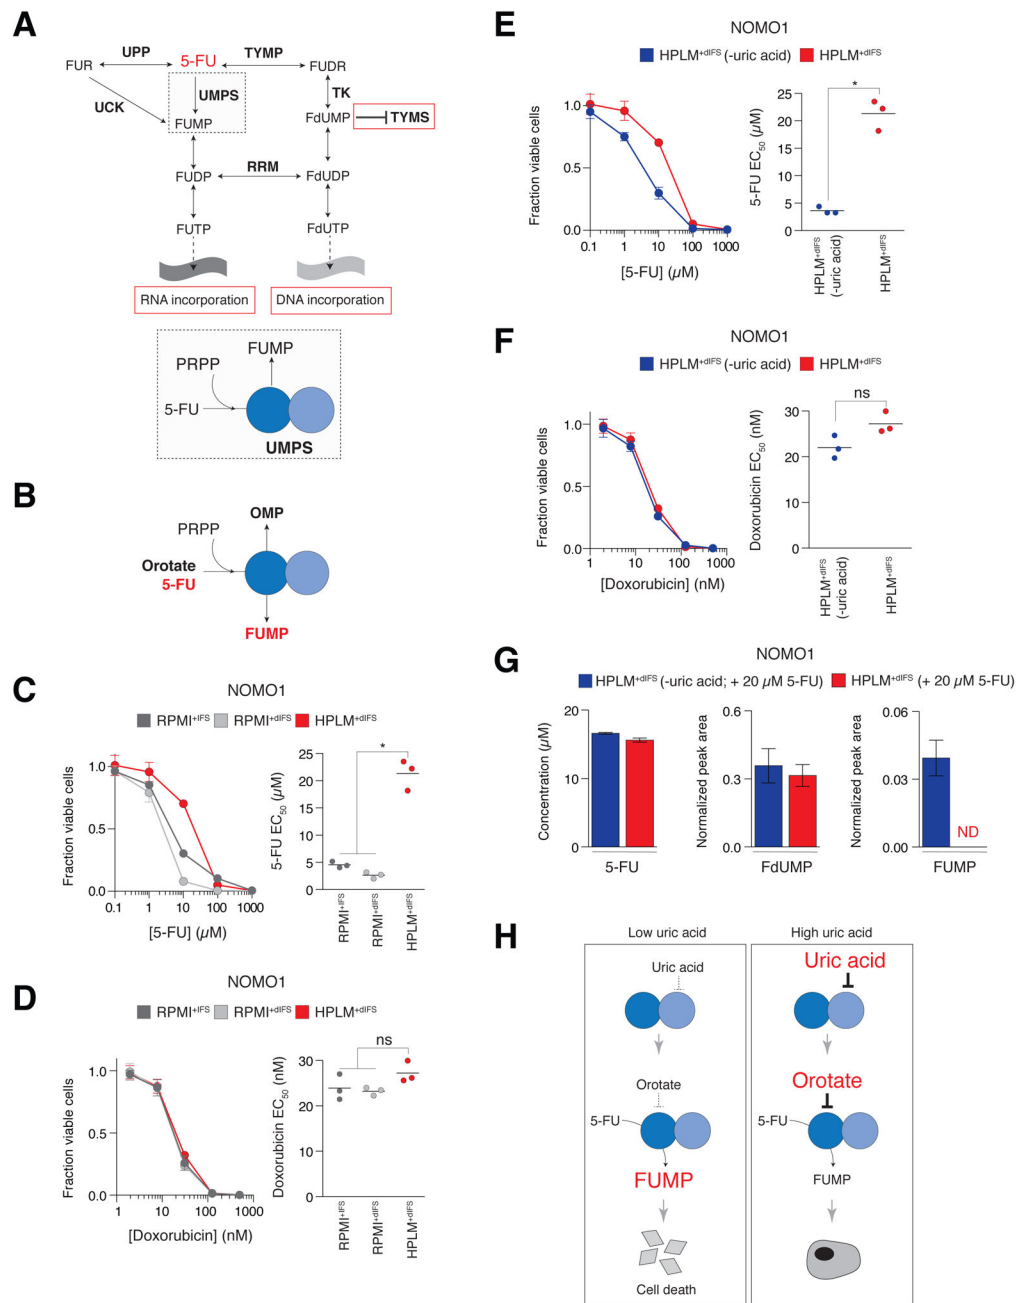 A
UPP
5-FU
TYMP
FUR
FUDR
UCK
UMPS
TK
FUMP
FdUMP
TYMS
FUDP
RRM
FdUDP
FUTP
FdUTP
RNA incorporation
DNA incorporation
FUMP
PRPP
5-FU
UMPS
B
OMP
PRPP
Orotate
5-FU
FUMP
C
NOMO1
RPMI+IFS RPMI+dIFS HPLM+dIFS
Fraction viable cells
1.0
0.5
0.0
0.1 1 10 100 1000
[5-FU] (µM)
5-FU EC50 (µM)
25
20
15
10
5
0
*
RPMI+IFS
RPMI+dIFS
HPLM+dIFS
D
NOMO1
RPMI+IFS RPMI+dIFS HPLM+dIFS
Fraction viable cells
1.0
0.5
0.0
1 10 100 1000
[Doxorubicin] (nM)
Doxorubicin EC50 (nM)
30
20
10
0
ns
RPMI+IFS
RPMI+dIFS
HPLM+dIFS
E
NOMO1
HPLM+dIFS (-uric acid) HPLM+dIFS
Fraction viable cells
1.0
0.5
0.0
0.1 1 10 100 1000
[5-FU] (µM)
5-FU EC50 (µM)
25
20
15
10
5
0
*
HPLM+dIFS
(-uric acid)
HPLM+dIFS
F
NOMO1
HPLM+dIFS (-uric acid) HPLM+dIFS
Fraction viable cells
1.0
0.5
0.0
1 10 100 1000
[Doxorubicin] (nM)
Doxorubicin EC50 (nM)
30
20
10
0
ns
HPLM+dIFS
(-uric acid)
HPLM+dIFS
G
NOMO1
HPLM+dIFS (-uric acid; + 20 µM 5-FU) HPLM+dIFS (+ 20 µM 5-FU)
Concentration (µM)
20
10
0
5-FU
Normalized peak area
0.6
0.3
0.0
FdUMP
Normalized peak area
0.06
0.03
0.00
ND
FUMP
H
Low uric acid
Uric acid
Orotate
5-FU
FUMP
Cell death
High uric acid
Uric acid
Orotate
5-FU
FUMP